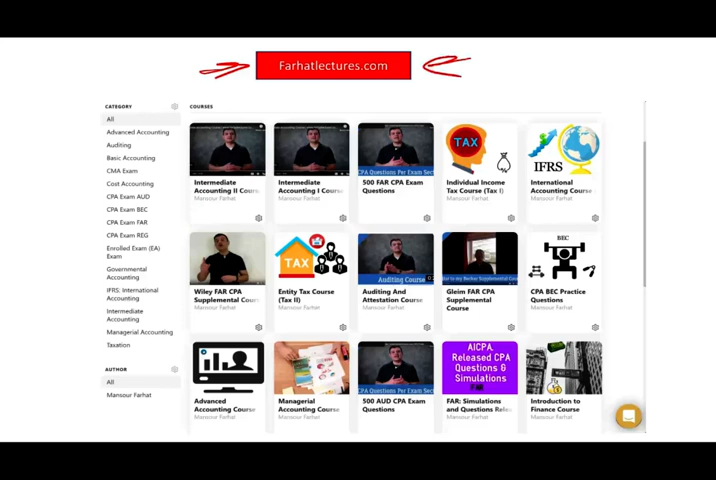 Farhatlectures.com
CATEGORY
COURSES
All
Advanced Accounting
Auditing
Basic Accounting
CMA Exam
Cost Accounting
CPA Exam AUD
CPA Exam BEC
CPA Exam FAR
CPA Exam REG
Enrolled Exam (EA)
Exam
Governmental
Accounting
IFRS: International
Accounting
Intermediate
Accounting
Managerial Accounting
Taxation
AUTHOR
All
Mansour Farhat
Intermediate
Accounting II Cours
Mansour Farhat
Intermediate
Accounting I Course
Mansour Farhat
CPA Questions Per Exam Sec
500 FAR CPA Exam
Questions
Mansour Farhat
TAX
Individual Income
Tax Course (Tax I)
Mansour Farhat
IFRS
International
Accounting Course
Mansour Farhat
Wiley FAR CPA
Supplemental Cour
Mansour Farhat
TAX
Entity Tax Course
(Tax II)
Mansour Farhat
Auditing Course
Auditing And
Attestation Course
Mansour Farhat
Gleim FAR CPA
Supplemental
Course
Mansour Farhat
BEC
CPA BEC Practice
Questions
Mansour Farhat
Advanced
Accounting Course
Mansour Farhat
Managerial
Accounting Course
Mansour Farhat
CPA Questions Per Exam Sec
500 AUD CPA Exam
Questions
Mansour Farhat
AICPA
Released CPA
Questions &
Simulations
FAR
FAR: Simulations
and Questions Rele
Mansour Farhat
Introduction to
Finance Course
Mansour Farhat